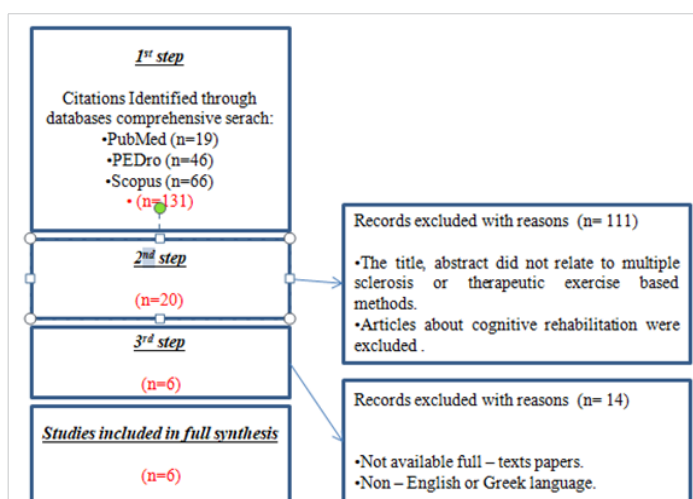 1st step
Citations Identified through
databases comprehensive serach:
•PubMed (n=19)
•PEDro (n=46)
•Scopus (n=66)
• (n=131)
2nd step
(n=20)
3rd step
(n=6)
Studies included in full synthesis
(n=6)
Records excluded with reasons (n= 111)
•The title, abstract did not relate to multiple
sclerosis or therapeutic exercise based
methods.
•Articles about cognitive rehabilitation were
excluded .
Records excluded with reasons (n= 14)
•Not available full – texts papers.
•Non – English or Greek language.